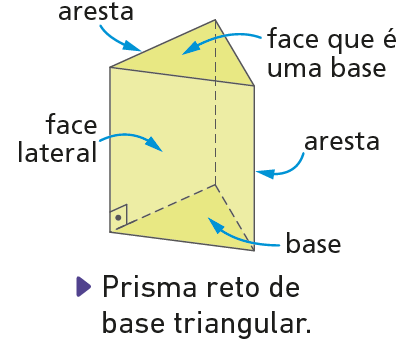 aresta
face que é
uma base
face
lateral
aresta
base
Prisma reto de
base triangular.